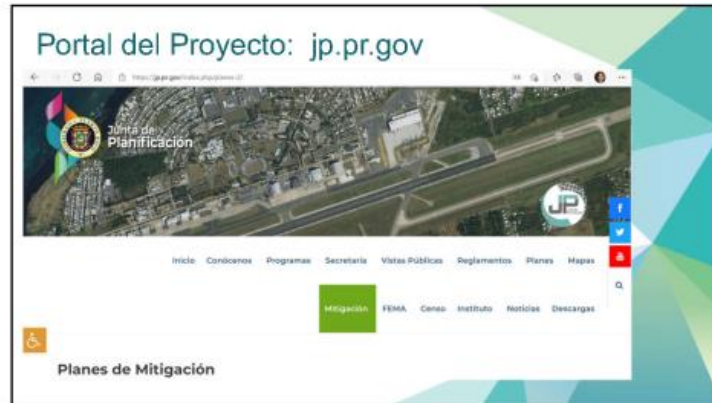 Portal del Proyecto: jp.pr.gov
Junta de
Planificación
JP
Inicio Conócenos Programas Secretaría Vistas Públicas Reglamentos Planes Mapas
Mitigación FEMA Censo Instituto Noticias Descargas
Planes de Mitigación